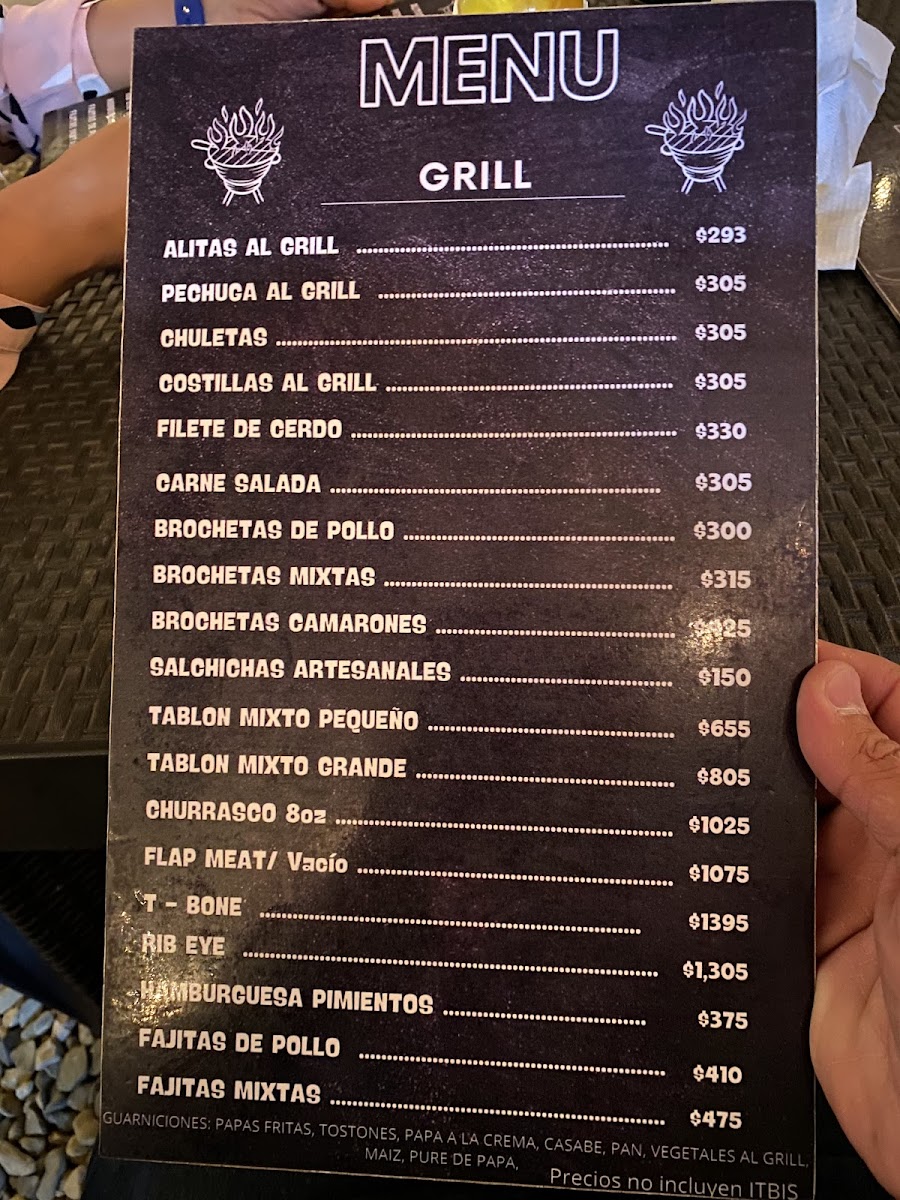 MENU
GRILL
ALITAS AL GRILL ........ $293
PECHUGA AL GRILL ........ $305
CHULETAS ........ $305
COSTILLAS AL GRILL ........ $305
FILETE DE CERDO ........ $330
CARNE SALADA ........ $305
BROCHETAS DE POLLO ........ $300
BROCHETAS MIXTAS ........ $315
BROCHETAS CAMARONES ........
SALCHICHAS ARTESANALES ........ $150
TABLON MIXTO PEQUEÑO ........ $655
TABLON MIXTO GRANDE ........ $805
CHURRASCO 8oz ........ $1025
FLAP MEAT/ Vacío ........ $1075
T - BONE ........ $1395
RIB EYE ........ $1,305
HAMBURGUESA PIMIENTOS ........ $375
FAJITAS DE POLLO ........ $410
FAJITAS MIXTAS ........ $475
GUARNICIONES: PAPAS FRITAS, TOSTONES, PAPA A LA CREMA, CASABE, PAN, VEGETALES AL GRILL,
MAIZ, PURE DE PAPA,
Precios no incluyen ITBIS